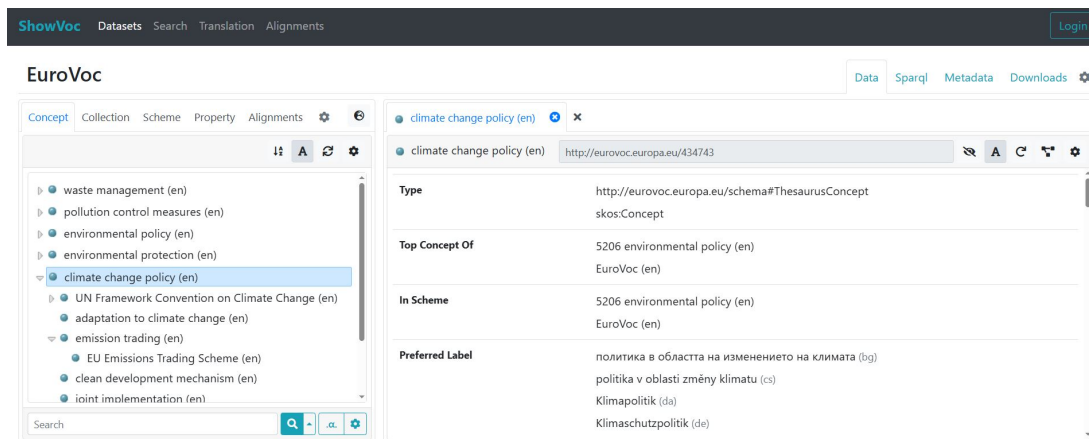 ShowVoc Datasets Search Translation Alignments Login
EuroVoc
Data Sparql Metadata Downloads
Concept Collection Scheme Property Alignments
climate change policy (en)
A
climate change policy (en) http://eurovoc.europa.eu/434743 A
waste management (en)
pollution control measures (en)
environmental policy (en)
environmental protection (en)
climate change policy (en)
UN Framework Convention on Climate Change (en)
adaptation to climate change (en)
emission trading (en)
EU Emissions Trading Scheme (en)
clean development mechanism (en)
joint implementation (en)
Search .α.
Type http://eurovoc.europa.eu/schema#ThesaurusConcept
skos:Concept
Top Concept Of 5206 environmental policy (en)
EuroVoc (en)
In Scheme 5206 environmental policy (en)
EuroVoc (en)
Preferred Label политика в областта на изменението на климата (bg)
politika v oblasti změny klimatu (cs)
Klimapolitik (da)
Klimaschutzpolitik (de)